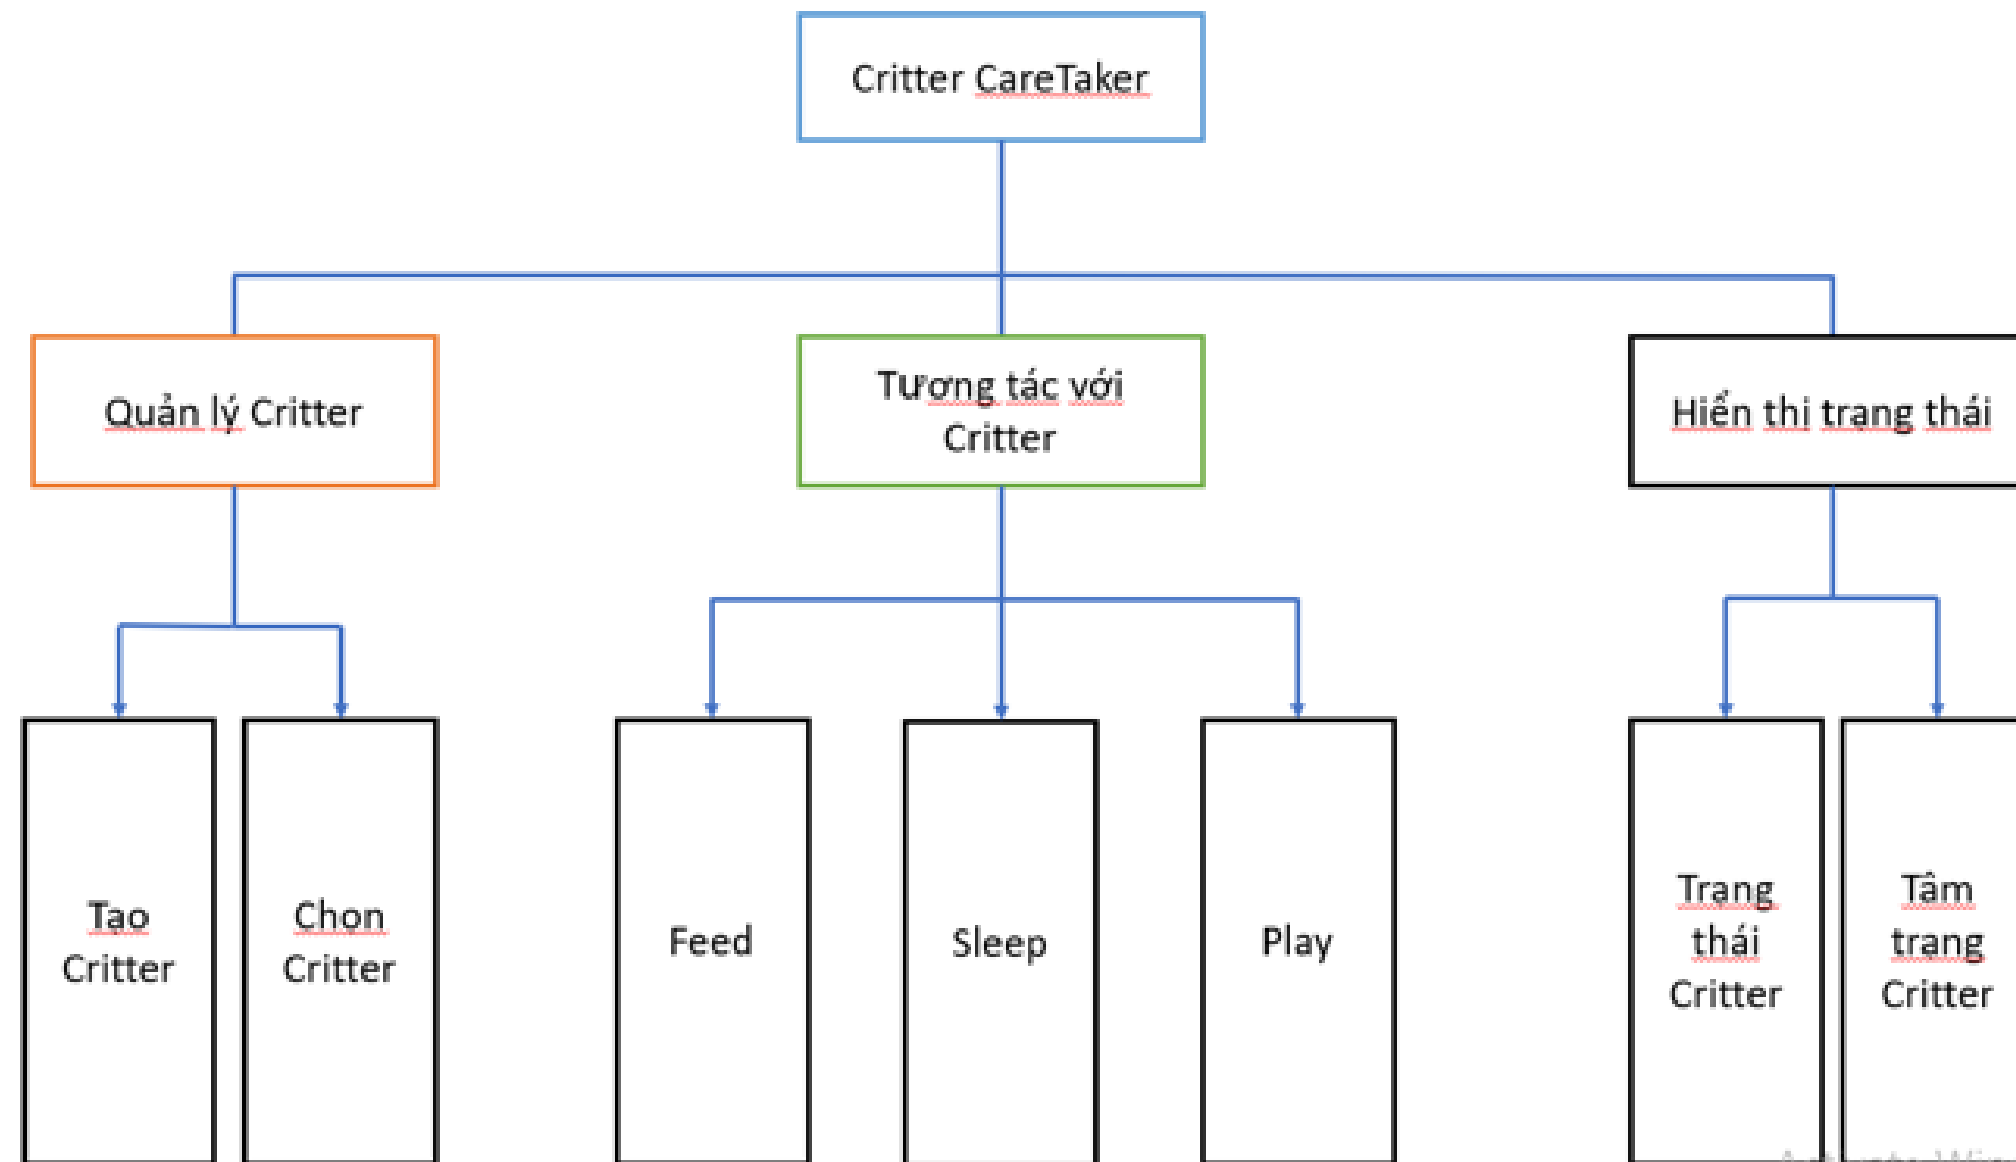 Critter CareTaker
Quản lý Critter
Tương tác với
Critter
Hiển thị trạng thái
Tạo
Critter
Chọn
Critter
Feed
Sleep
Play
Trạng
thái
Critter
Tâm
trạng
Critter